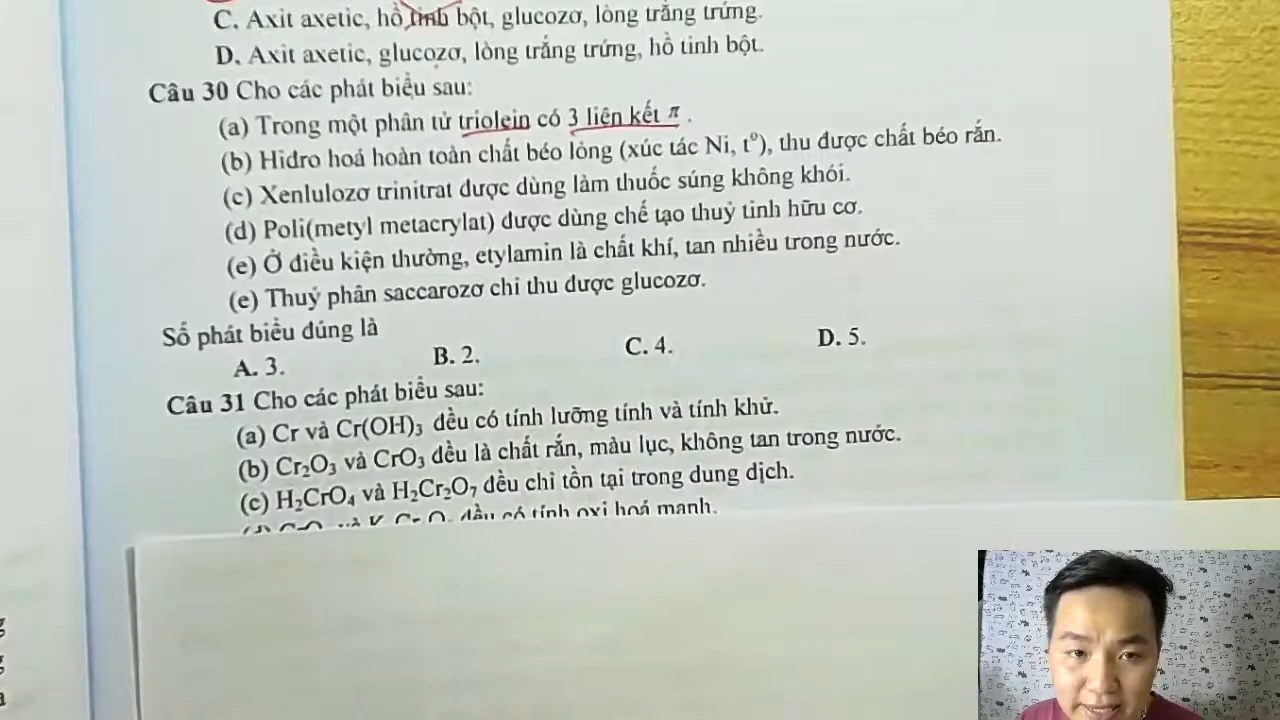 C. Axit axetic, hồ tinh bột, glucozơ, lòng trắng trứng.
D. Axit axetic, glucozơ, lòng trắng trứng, hồ tinh bột.
Câu 30 Cho các phát biểu sau:
(a) Trong một phân tử triolein có 3 liên kết π.
(b) Hiđro hoá hoàn toàn chất béo lỏng (xúc tác Ni, t°), thu được chất béo rắn.
(c) Xenlulozơ trinitrat được dùng làm thuốc súng không khói.
(d) Poli(metyl metacrylat) được dùng chế tạo thuỷ tinh hữu cơ.
(e) Ở điều kiện thường, etylamin là chất khí, tan nhiều trong nước.
(e) Thuỷ phân saccarozơ chỉ thu được glucozơ.
Số phát biểu đúng là
A. 3. B. 2. C. 4. D. 5.
Câu 31 Cho các phát biểu sau:
(a) Cr và Cr(OH)₃ đều có tính lưỡng tính và tính khử.
(b) Cr₂O₃ và CrO₃ đều là chất rắn, màu lục, không tan trong nước.
(c) H₂CrO₄ và H₂Cr₂O₇ đều chỉ tồn tại trong dung dịch.
đều có tính oxi hoá mạnh.